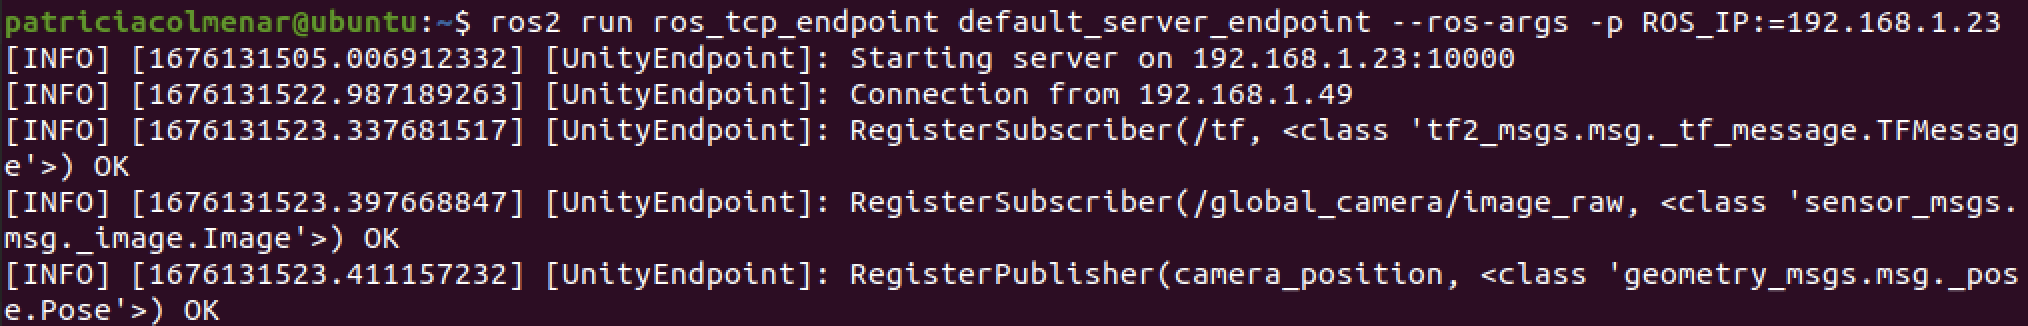 patriciacolmenar@ubuntu:~$ ros2 run ros_tcp_endpoint default_server_endpoint --ros-args -p ROS_IP:=192.168.1.23
[INFO] [1676131505.006912332] [UnityEndpoint]: Starting server on 192.168.1.23:10000
[INFO] [1676131522.987189263] [UnityEndpoint]: Connection from 192.168.1.49
[INFO] [1676131523.337681517] [UnityEndpoint]: RegisterSubscriber(/tf, <class 'tf2_msgs.msg._tf_message.TFMessag
e'>) OK
[INFO] [1676131523.397668847] [UnityEndpoint]: RegisterSubscriber(/global_camera/image_raw, <class 'sensor_msgs.
msg._image.Image'>) OK
[INFO] [1676131523.411157232] [UnityEndpoint]: RegisterPublisher(camera_position, <class 'geometry_msgs.msg._pos
e.Pose'>) OK